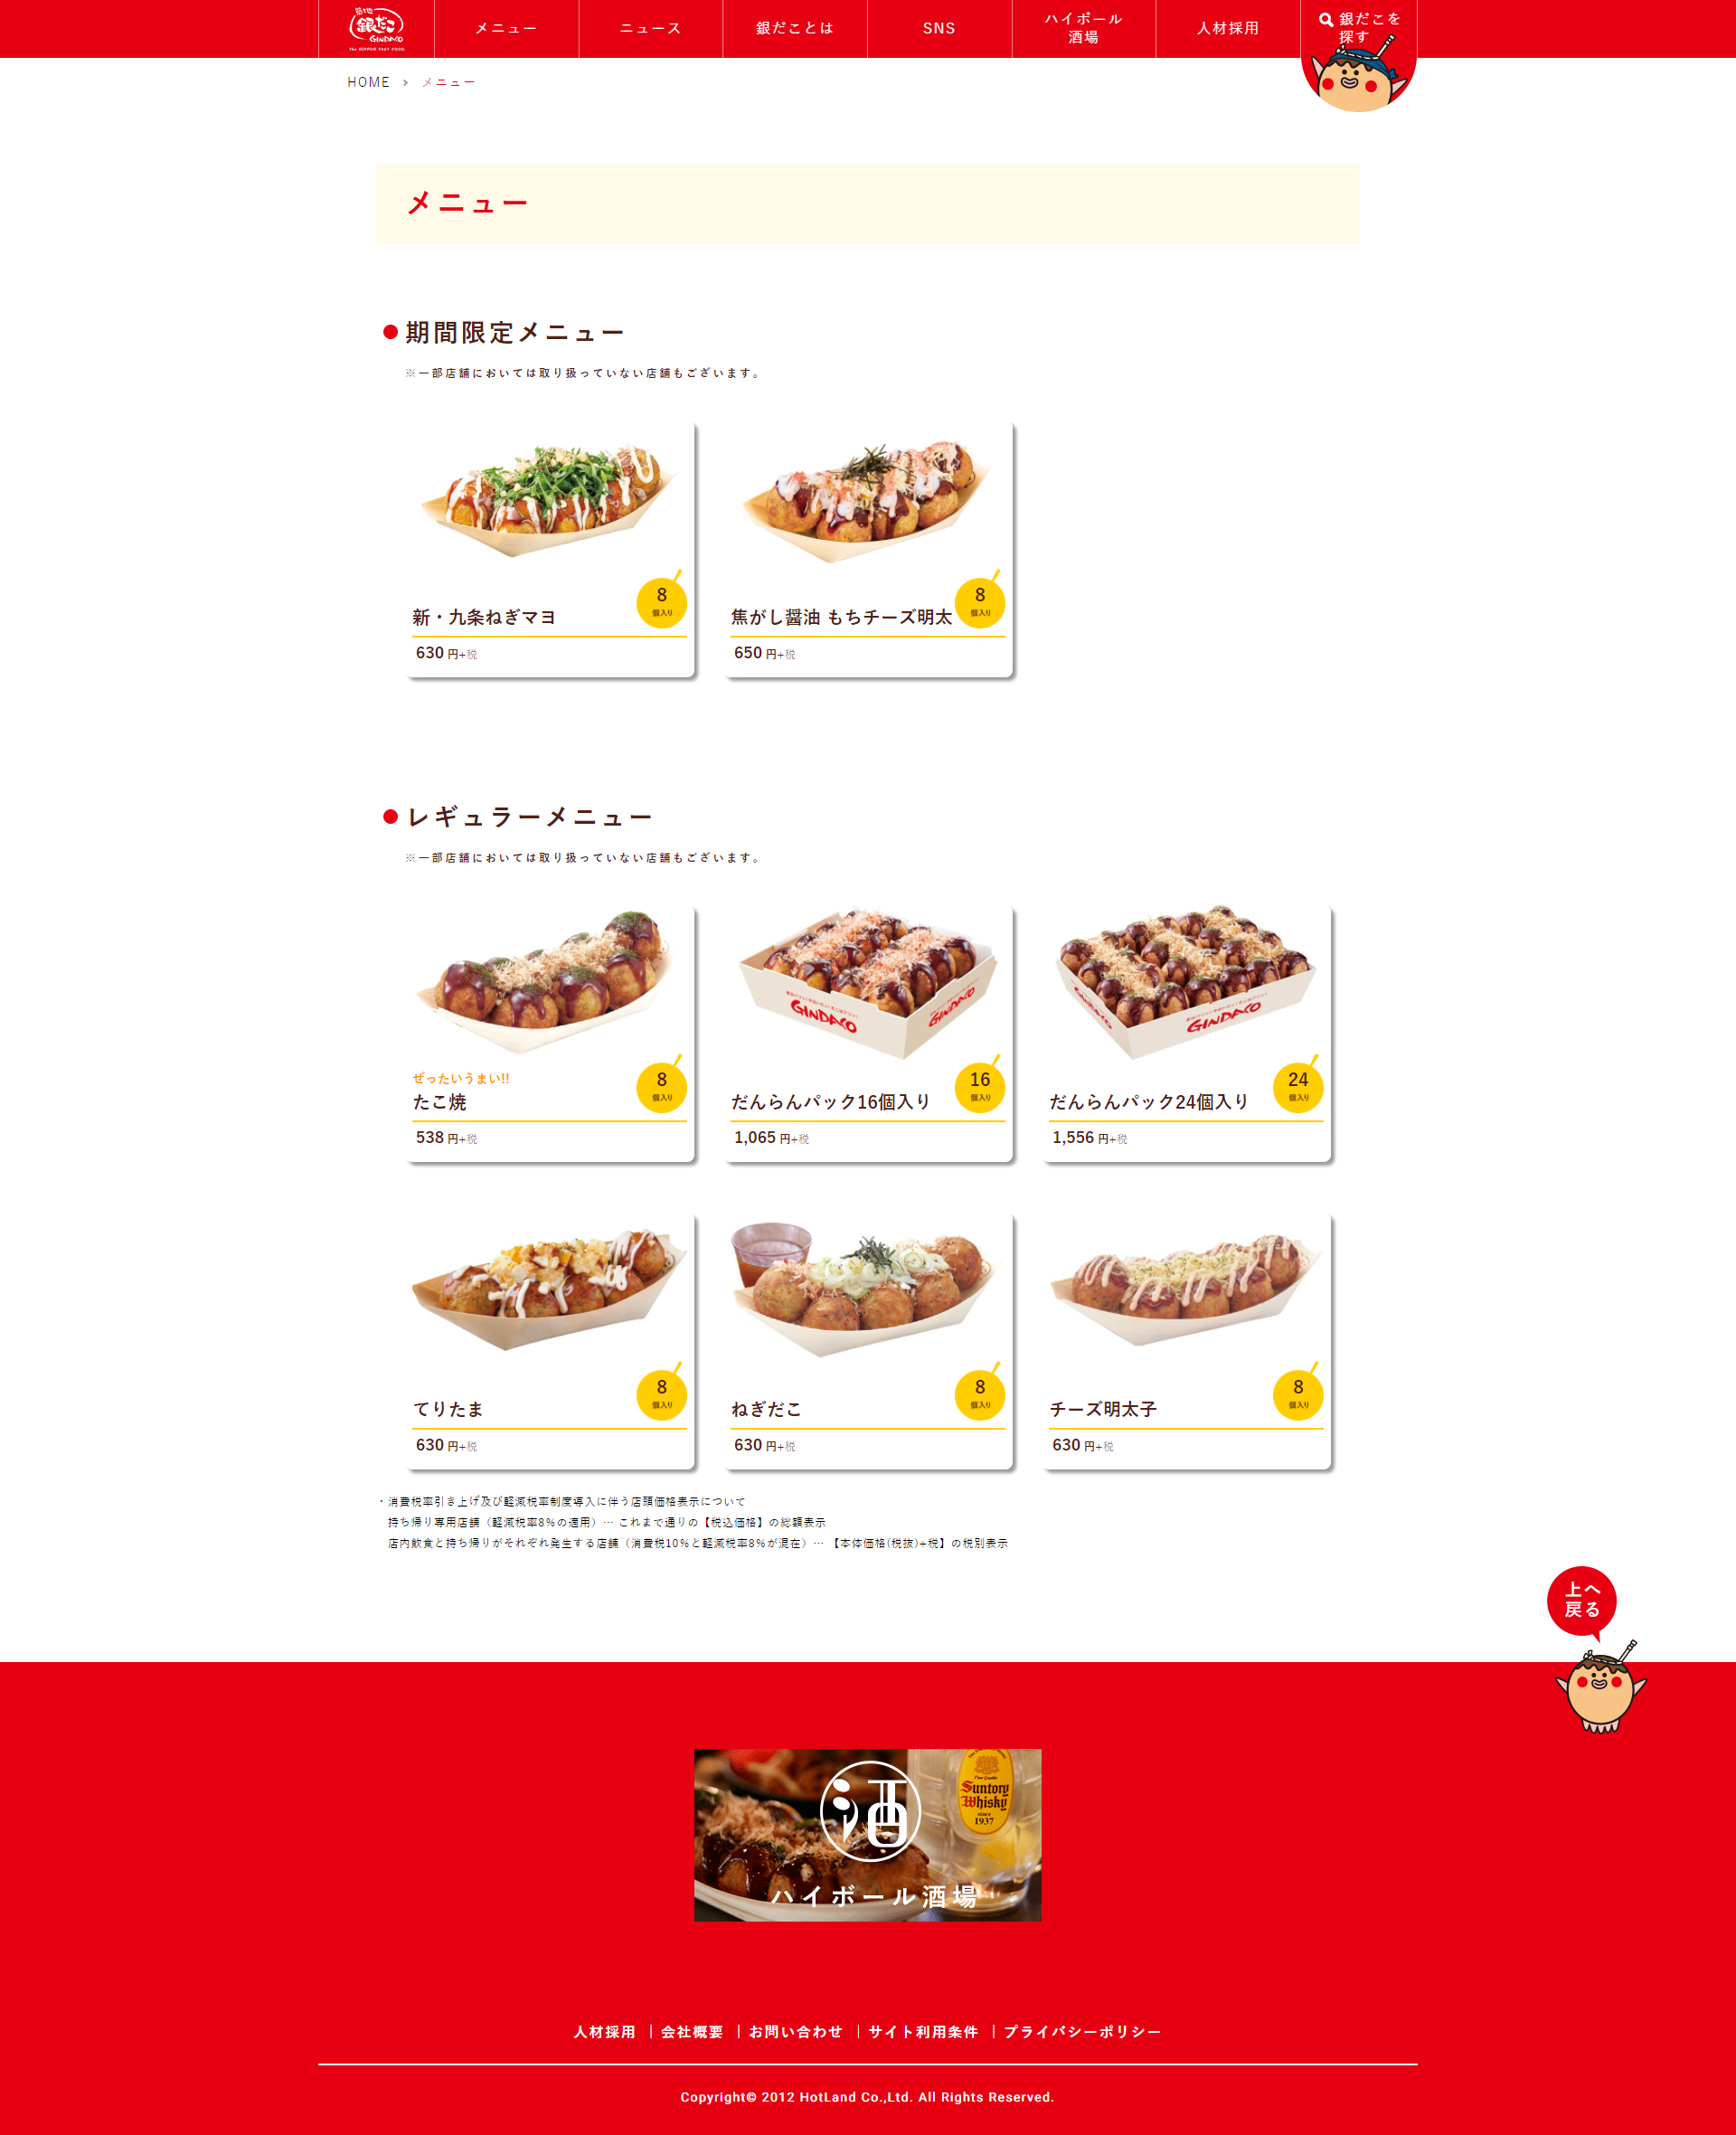 築地
銀だこ
GINDACO
The NIPPON FAST FOOD.
メニュー
ニュース
銀だことは
SNS
ハイボール
酒場
人材採用
銀だこを
探す
HOME > メニュー
メニュー
期間限定メニュー
※一部店舗においては取り扱っていない店舗もございます。
8
個入り
新・九条ねぎマヨ
630 円+税
8
個入り
焦がし醤油 もちチーズ明太
650 円+税
レギュラーメニュー
※一部店舗においては取り扱っていない店舗もございます。
ぜったいうまい!!
8
個入り
たこ焼
538 円+税
GINDACO
GINDACO
16
個入り
だんらんパック16個入り
1,065 円+税
GINDACO
GINDACO
24
個入り
だんらんパック24個入り
1,556 円+税
8
個入り
てりたま
630 円+税
8
個入り
ねぎだこ
630 円+税
8
個入り
チーズ明太子
630 円+税
・消費税率引き上げ及び軽減税率制度導入に伴う店頭価格表示について
持ち帰り専用店舗（軽減税率8%の適用）… これまで通りの【税込価格】の総額表示
店内飲食と持ち帰りがそれぞれ発生する店舗（消費税10%と軽減税率8%が混在）… 【本体価格(税抜)+税】の税別表示
上へ
戻る
酒
Suntory
Whisky
since
1937
ハイボール酒場
人材採用 ｜会社概要 ｜お問い合わせ ｜サイト利用条件 ｜プライバシーポリシー
Copyright© 2012 HotLand Co.,Ltd. All Rights Reserved.